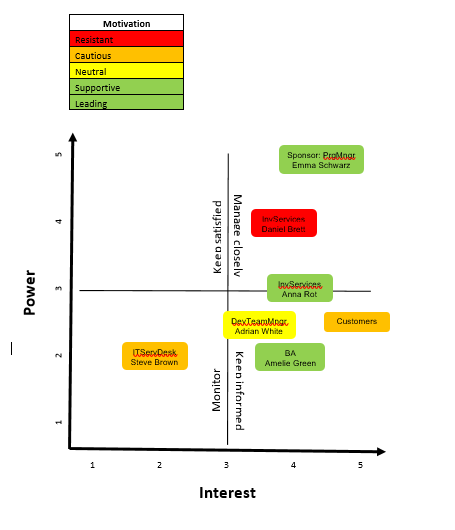 Motivation
Resistant
Cautious
Neutral
Supportive
Leading
5
Sponsor: PrgMngr
Emma Schwarz
4
Keep satisfied
Manage closely
InvServices
Daniel Brett
3
InvServices
Anna Rot
Power
DevTeamMngr
Adrian White
Customers
2
ITServDesk
Steve Brown
BA
Amelie Green
Monitor
Keep informed
1
1 2 3 4 5
Interest